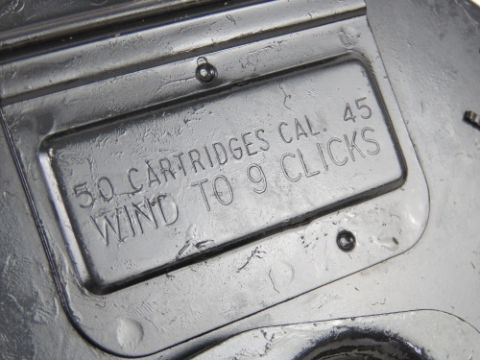 50 CARTRIDGES CAL. 45
WIND TO 9 CLICKS